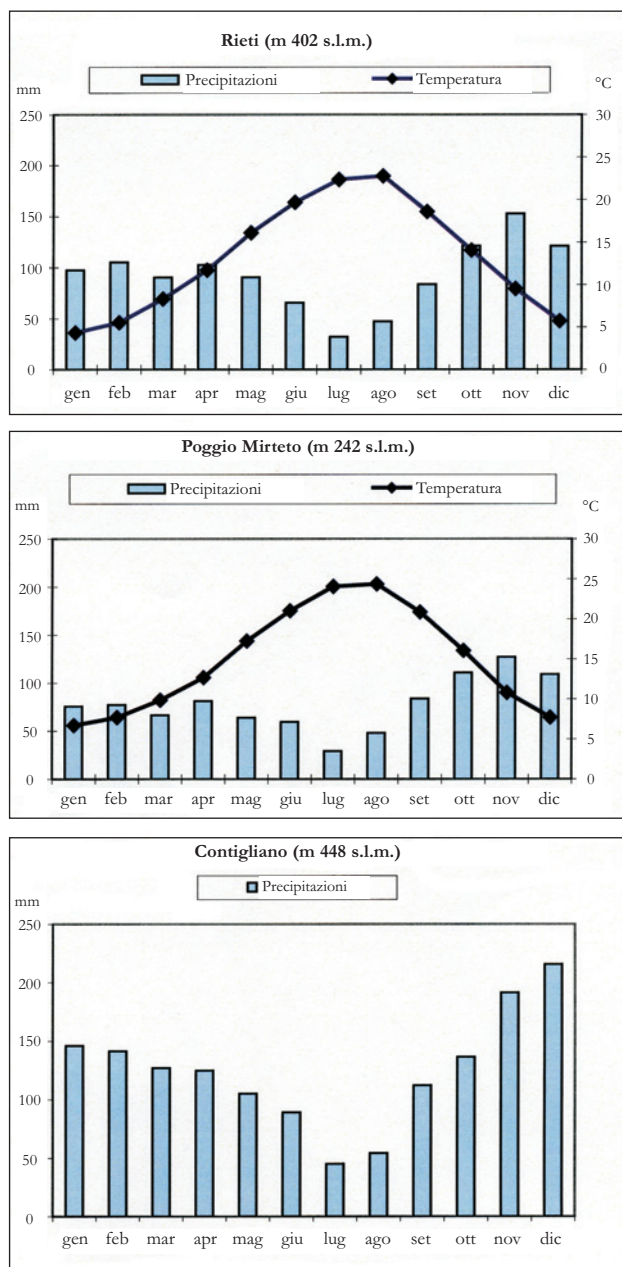 Rieti (m 402 s.l.m.)
Precipitazioni Temperatura
mm °C
250 30
25
200
20
150
15
100
10
50
5
0 0
gen feb mar apr mag giu lug ago set ott nov dic
Poggio Mirteto (m 242 s.l.m.)
Precipitazioni Temperatura
mm °C
250 30
25
200
20
150
15
100
10
50
5
0 0
gen feb mar apr mag giu lug ago set ott nov dic
Contigliano (m 448 s.l.m.)
Precipitazioni
mm
250
200
150
100
50
0
gen feb mar apr mag giu lug ago set ott nov dic